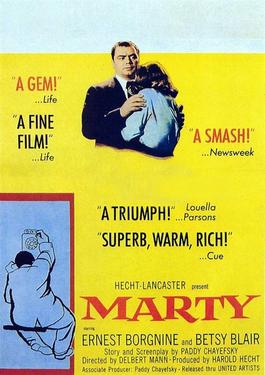 "A GEM!"
...Life
"A FINE
FILM!"
...Life
"A SMASH!"
...Newsweek
"A TRIUMPH!" Louella
...Parsons
"SUPERB, WARM, RICH!"
...Cue
HECHT-LANCASTER present
MARTY
starring
ERNEST BORGNINE and BETSY BLAIR
Story and Screenplay by PADDY CHAYEFSKY
Directed by DELBERT MANN-Produced by HAROLD HECHT
Associate Producer: Paddy Chayefsky - Released thru UNITED ARTISTS